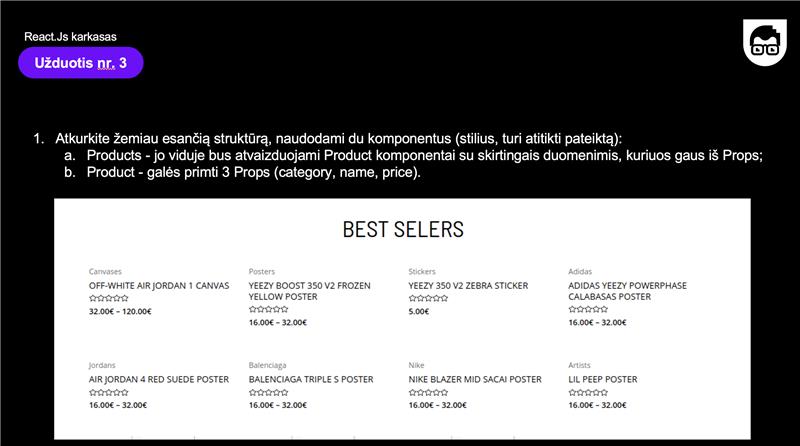 React.Js karkasas
Užduotis nr. 3
1. Atkurkite žemiau esančią struktūrą, naudodami du komponentus (stilius, turi atitikti pateiktą):
a. Products - jo viduje bus atvaizduojami Product komponentai su skirtingais duomenimis, kuriuos gaus iš Props;
b. Product - galės primti 3 Props (category, name, price).
BEST SELERS
Canvases
OFF-WHITE AIR JORDAN 1 CANVAS
32.00€ – 120.00€
Posters
YEEZY BOOST 350 V2 FROZEN
YELLOW POSTER
16.00€ – 32.00€
Stickers
YEEZY 350 V2 ZEBRA STICKER
5.00€
Adidas
ADIDAS YEEZY POWERPHASE
CALABASAS POSTER
16.00€ – 32.00€
Jordans
AIR JORDAN 4 RED SUEDE POSTER
16.00€ – 32.00€
Balenciaga
BALENCIAGA TRIPLE S POSTER
16.00€ – 32.00€
Nike
NIKE BLAZER MID SACAI POSTER
16.00€ – 32.00€
Artists
LIL PEEP POSTER
16.00€ – 32.00€